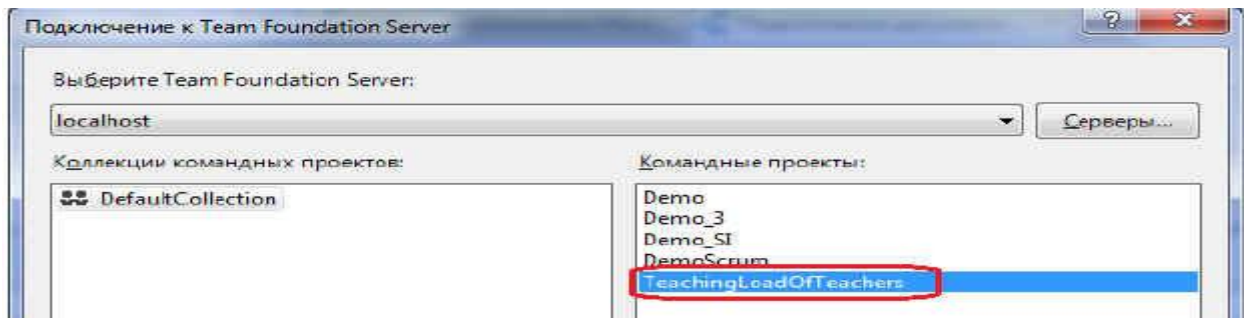 Подключение к Team Foundation Server
Выберите Team Foundation Server:
localhost
Серверы...
Коллекции командных проектов:
Командные проекты:
DefaultCollection
Demo
Demo_3
Demo_SI
DemoScrum
TeachingLoadOfTeachers